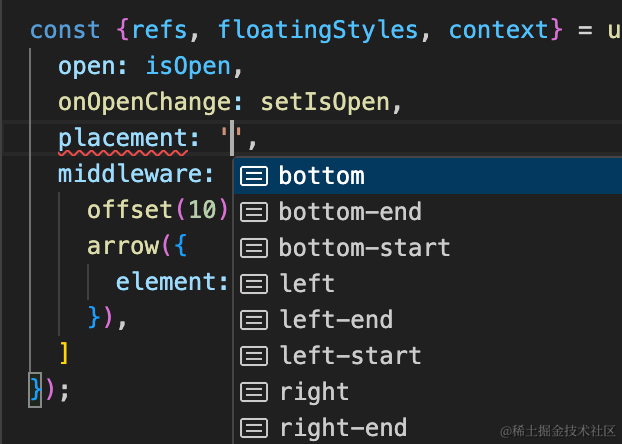 const {refs, floatingStyles, context} = u
open: isOpen,
onOpenChange: setIsOpen,
placement: '',
middleware:
offset(10)
arrow({
element:
}),
]
});
bottom
bottom-end
bottom-start
left
left-end
left-start
right
right-end
@稀土掘金技术社区